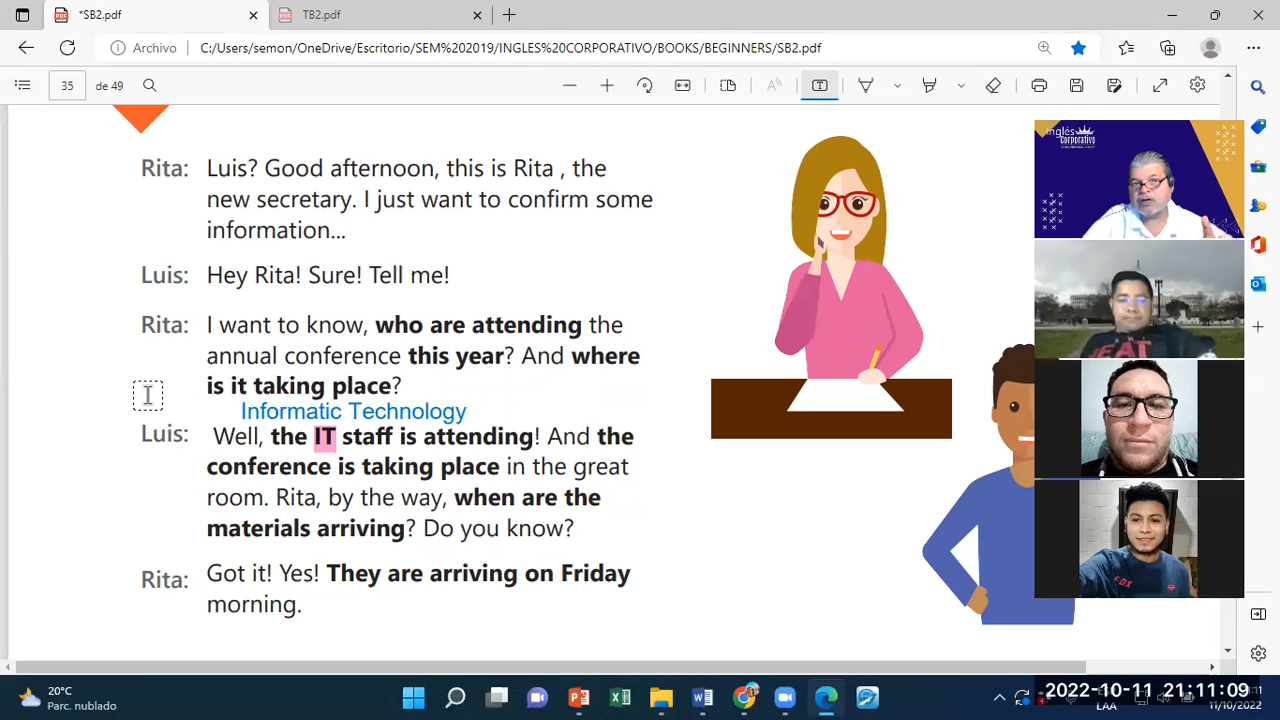 *SB2.pdf
TB2.pdf
Archivo
C:/Users/semon/OneDrive/Escritorio/SEM%202019/INGLES%20CORPORATIVO/BOOKS/BEGINNERS/SB2.pdf
35
de 49
Rita: Luis? Good afternoon, this is Rita , the
new secretary. I just want to confirm some
information...
Luis: Hey Rita! Sure! Tell me!
Rita: I want to know, who are attending the
annual conference this year? And where
is it taking place?
Informatic Technology
Luis: Well, the IT staff is attending! And the
conference is taking place in the great
room. Rita, by the way, when are the
materials arriving? Do you know?
Rita: Got it! Yes! They are arriving on Friday
morning.
Inglés
corporativo
EAT
FOX
20°C
Parc. nublado
LAA
2022-10-11 21:11:09
11/10/2022